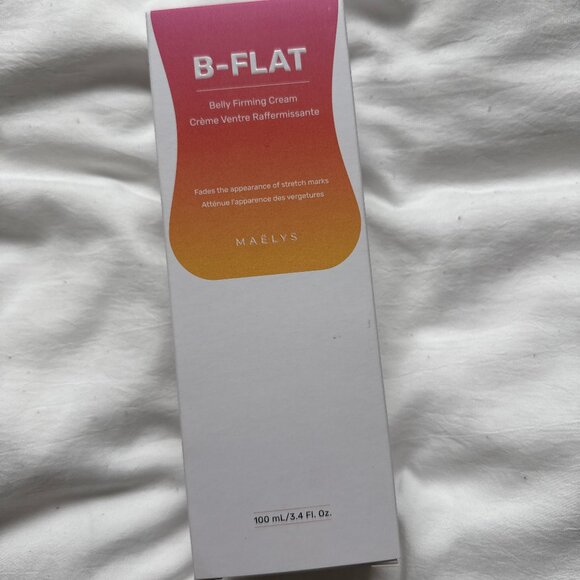 B-FLAT
Belly Firming Cream
Crème Ventre Raffermissante
Fades the appearance of stretch marks
Atténue l'apparence des vergetures
MAËLYS
100 mL/3.4 Fl. Oz.